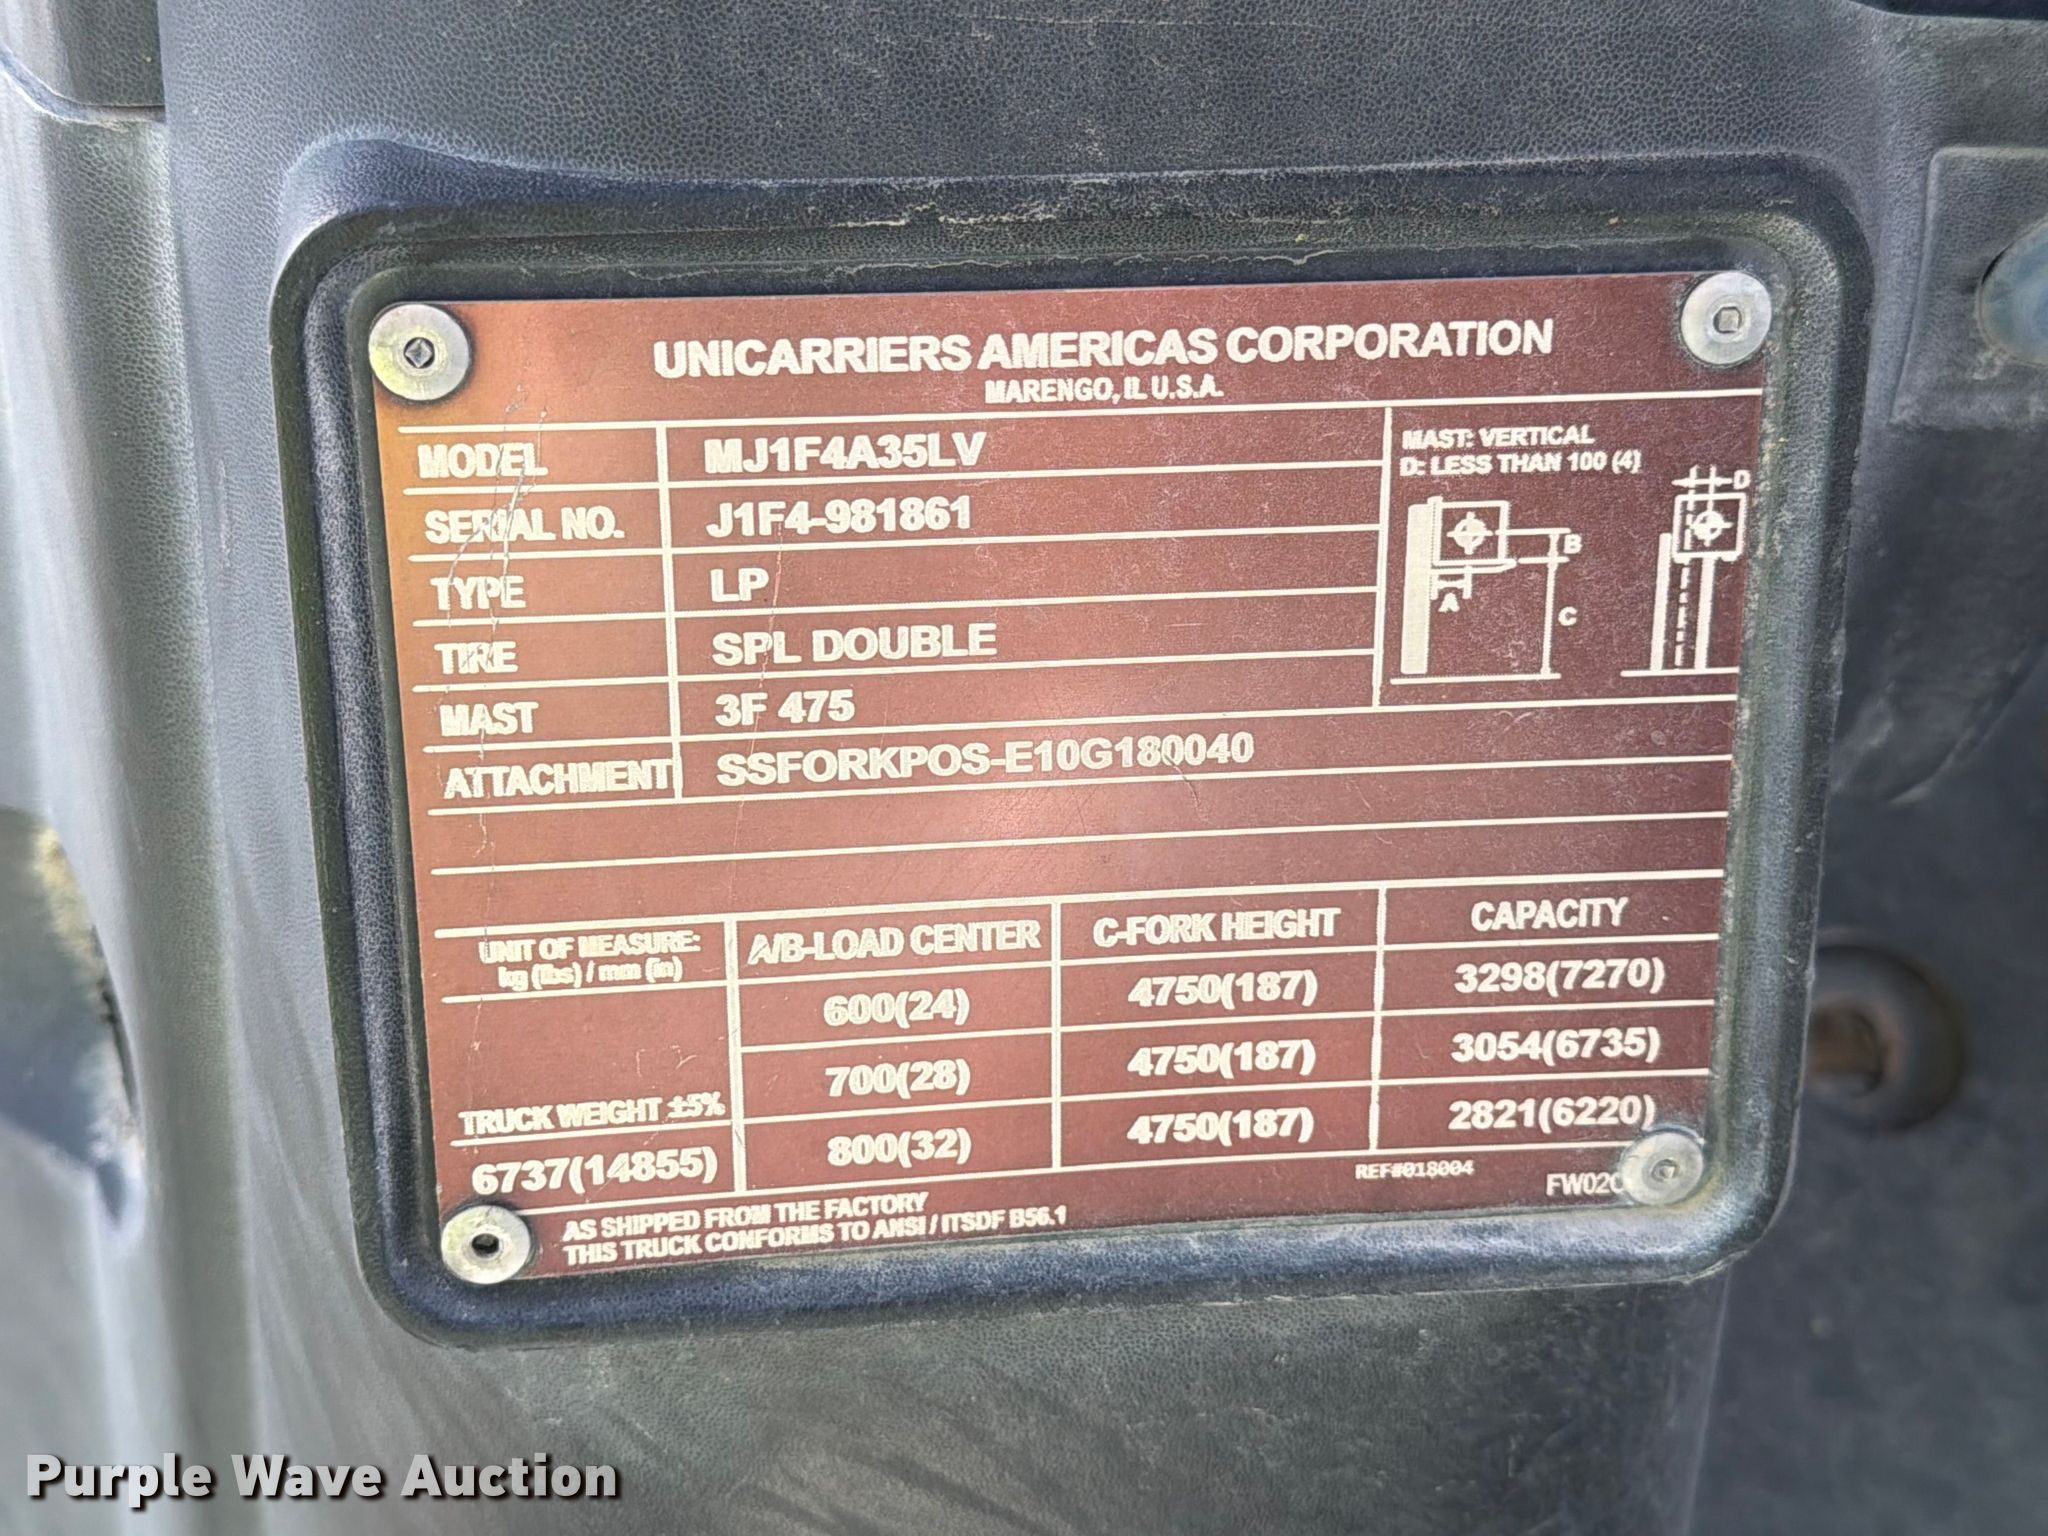 UNICARRIERS AMERICAS CORPORATION
MARENGO, IL U.S.A.
MODEL MJ1F4A35LV
SERIAL NO. J1F4-981861
TYPE LP
TIRE SPL DOUBLE
MAST 3F 475
ATTACHMENT SSFORKPOS-E10G180040
MAST: VERTICAL
D: LESS THAN 100 (4)
D
B
A
C
UNIT OF MEASURE: A/B-LOAD CENTER C-FORK HEIGHT CAPACITY
kg (lbs) / mm (in)
600(24) 4750(187) 3298(7270)
700(28) 4750(187) 3054(6735)
TRUCK WEIGHT ±5%
6737(14855) 800(32) 4750(187) 2821(6220)
REF#018004
AS SHIPPED FROM THE FACTORY
THIS TRUCK CONFORMS TO ANSI / ITSDF B56.1
Purple Wave Auction